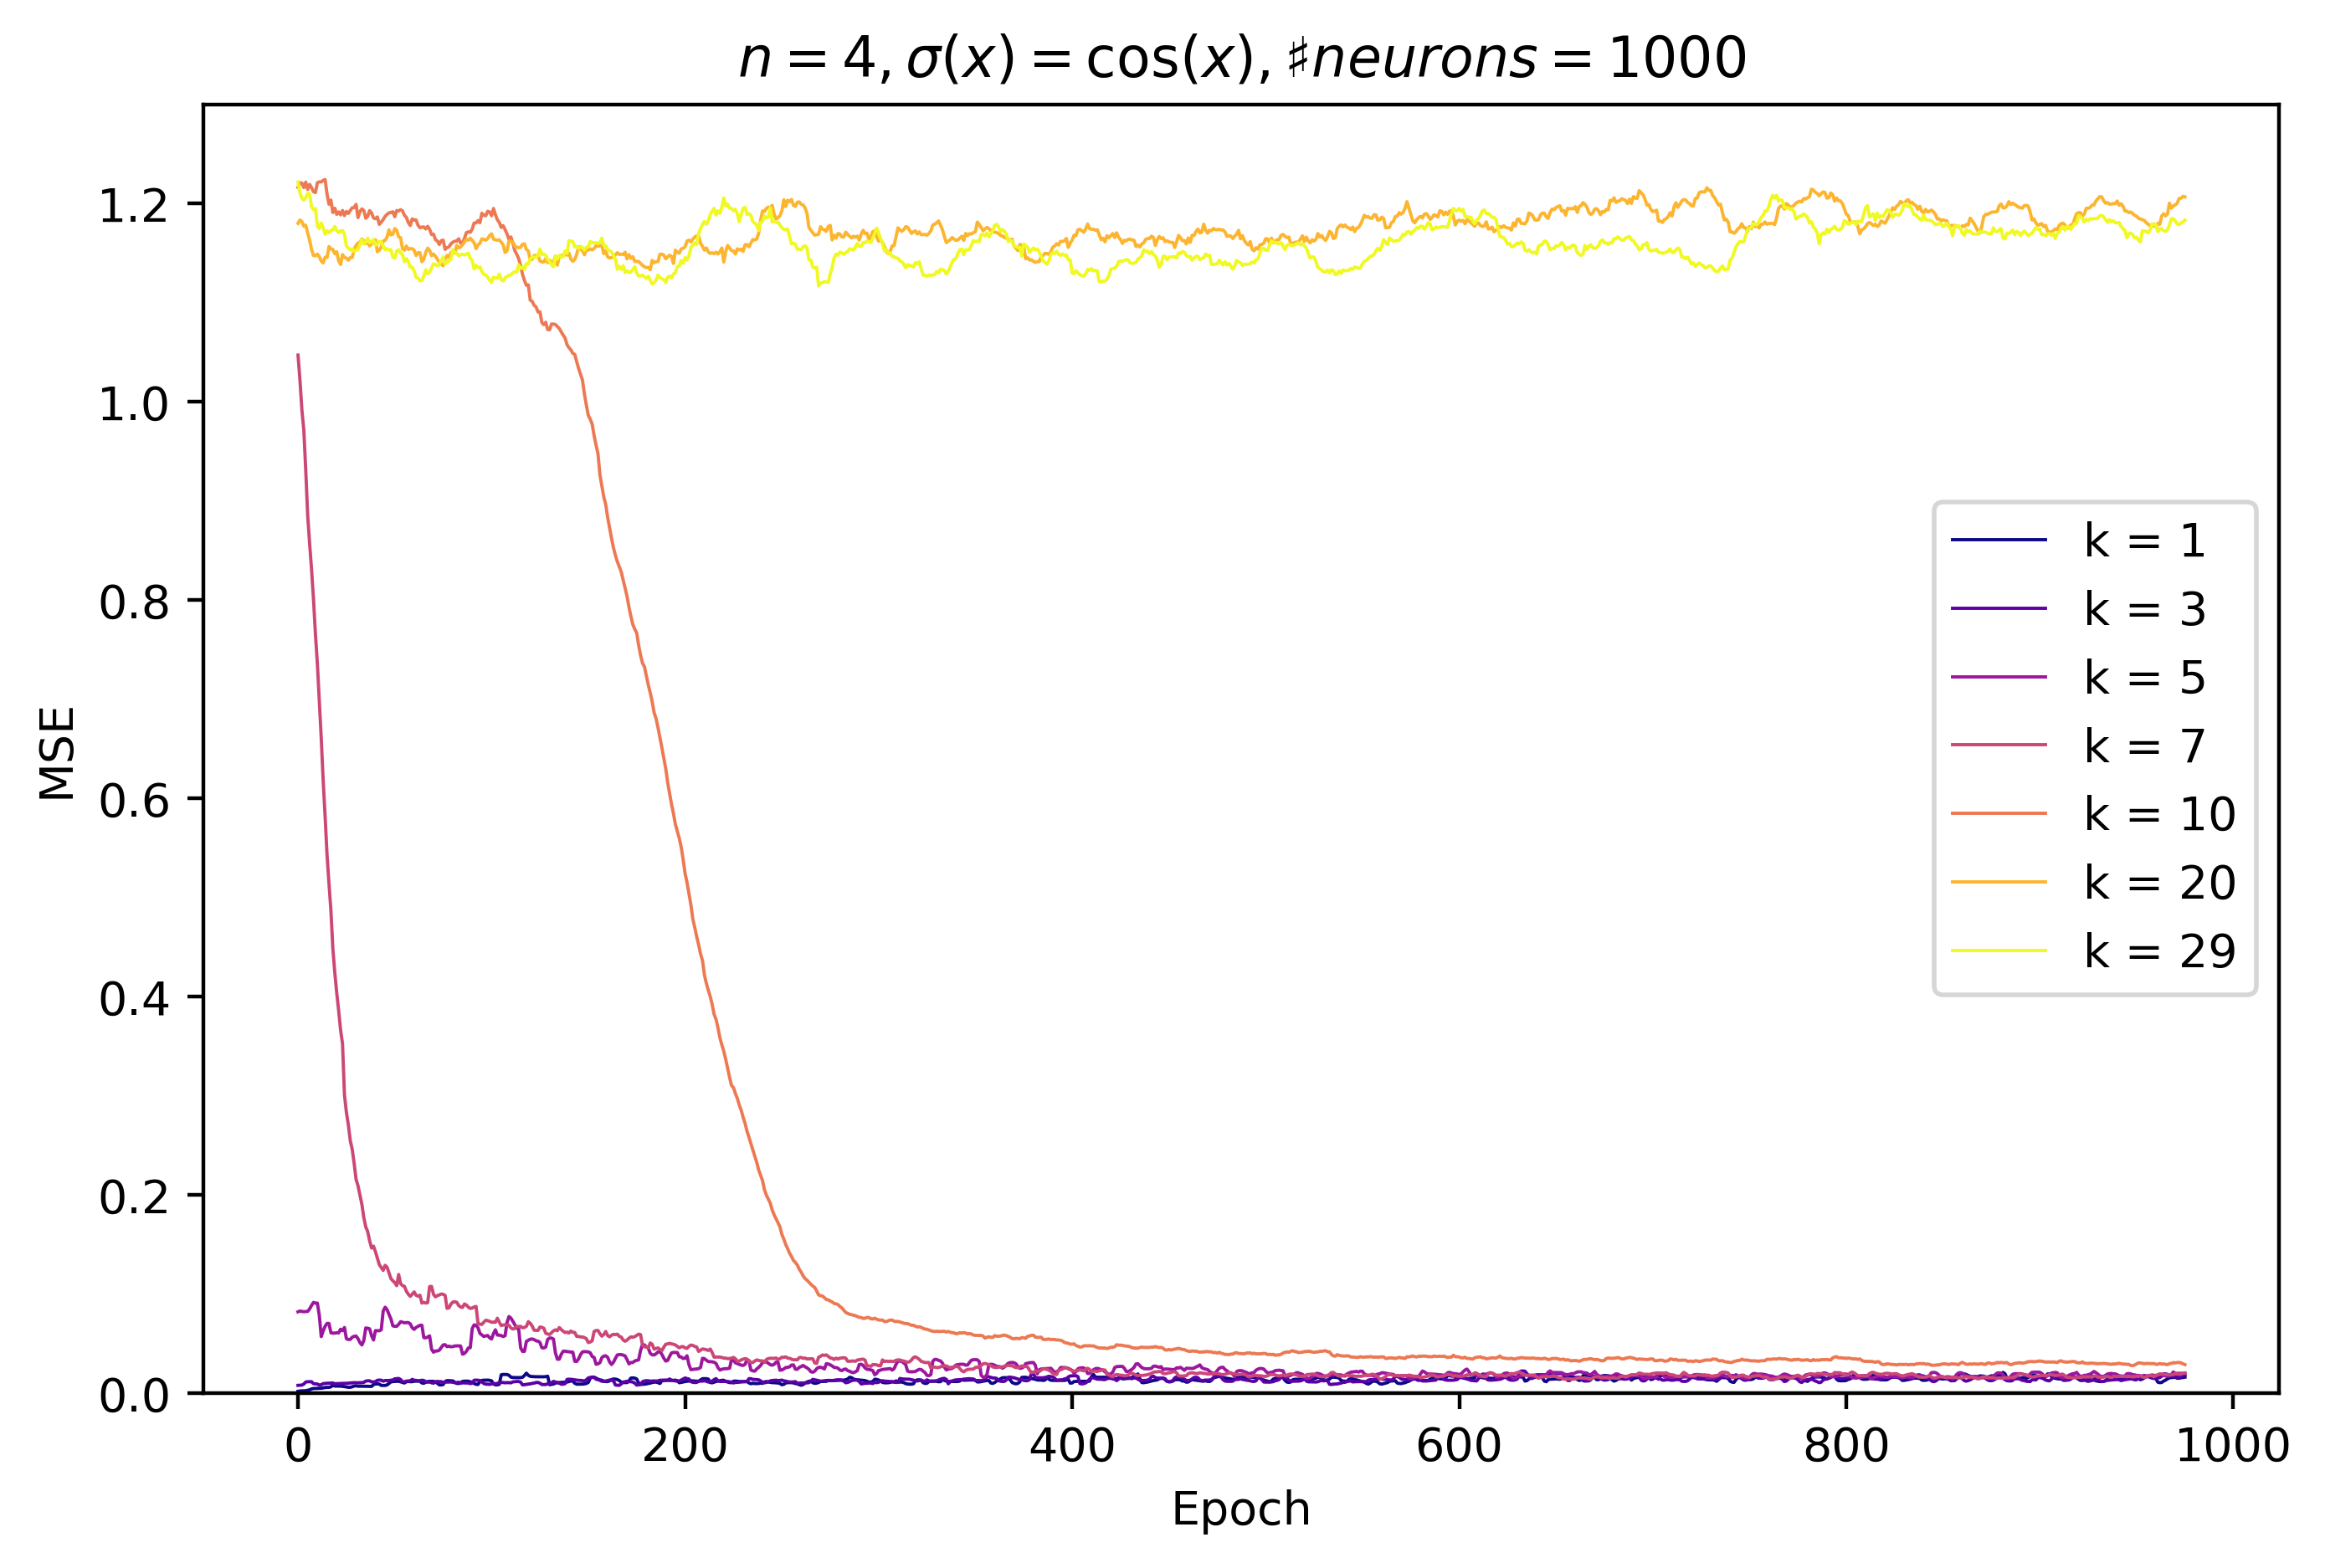 n = 4, σ(x) = cos(x), ♯neurons = 1000
1.2
1.0
0.8
0.6
0.4
0.2
0.0
MSE
k = 1
k = 3
k = 5
k = 7
k = 10
k = 20
k = 29
0 200 400 600 800 1000
Epoch